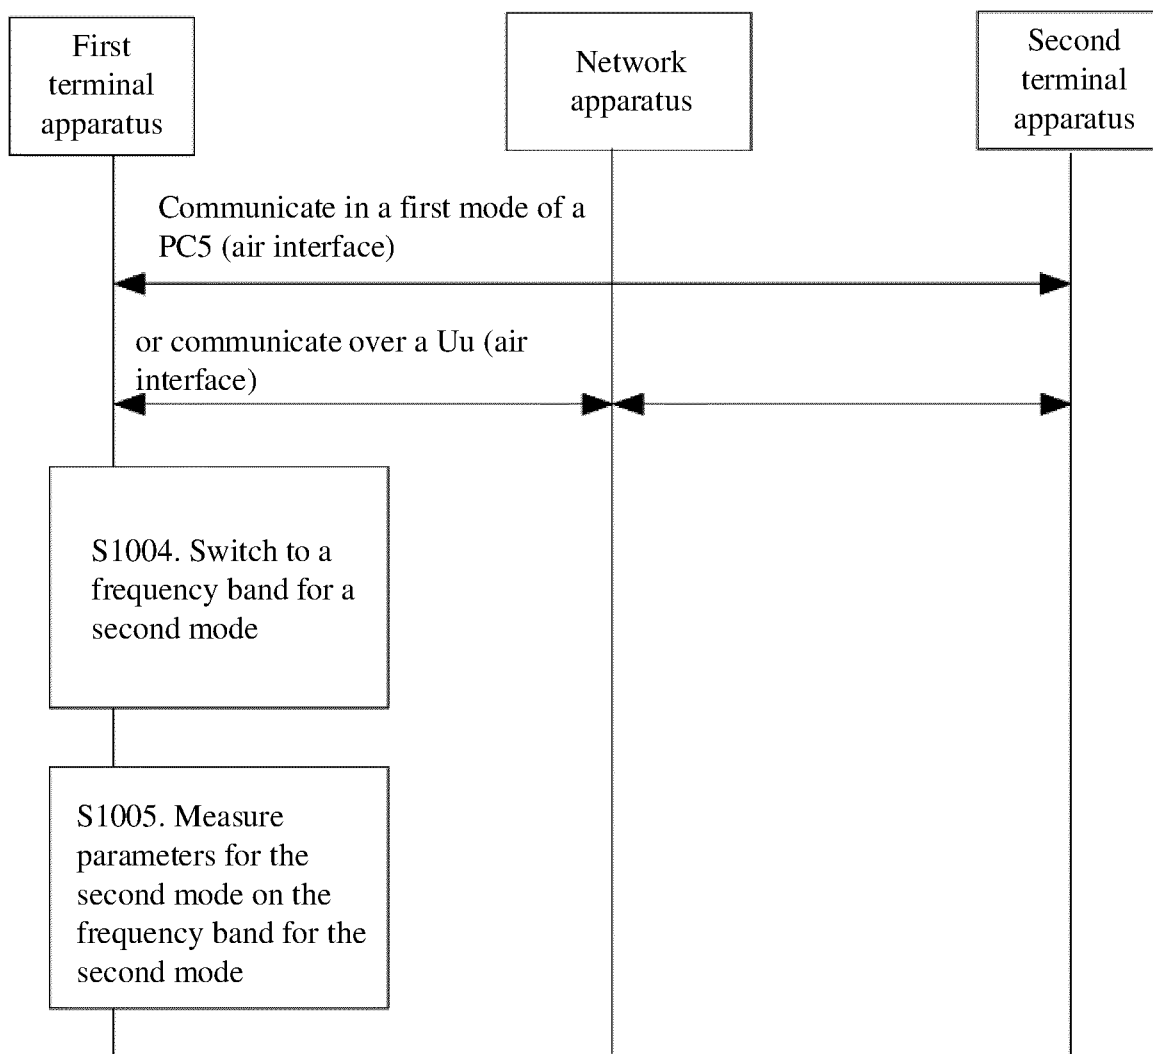 First
terminal
apparatus
Network
apparatus
Second
terminal
apparatus
Communicate in a first mode of a
PC5 (air interface)
or communicate over a Uu (air
interface)
S1004. Switch to a
frequency band for a
second mode
S1005. Measure
parameters for the
second mode on the
frequency band for the
second mode